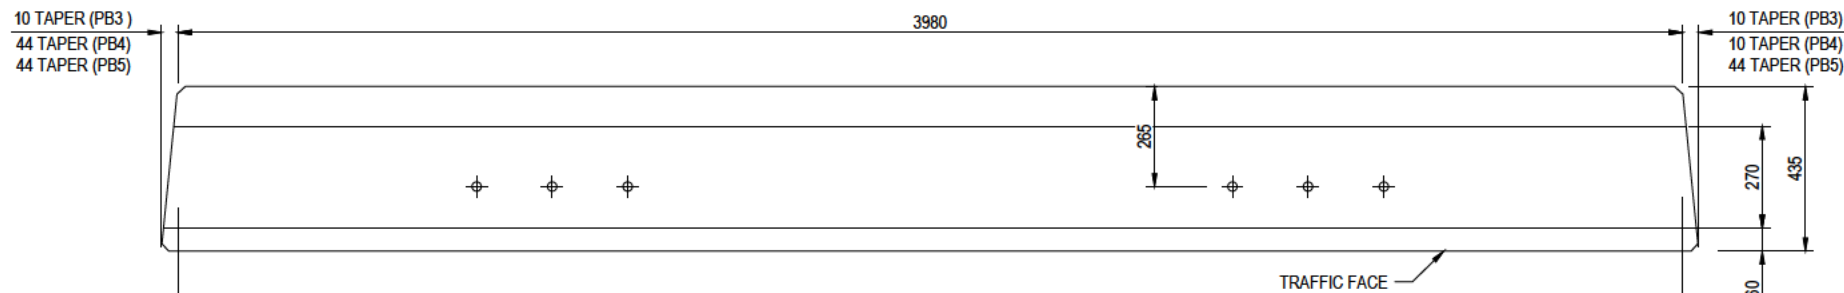 10 TAPER (PB3 )
44 TAPER (PB4)
44 TAPER (PB5)
3980
10 TAPER (PB3)
10 TAPER (PB4)
44 TAPER (PB5)
265
270
435
TRAFFIC FACE